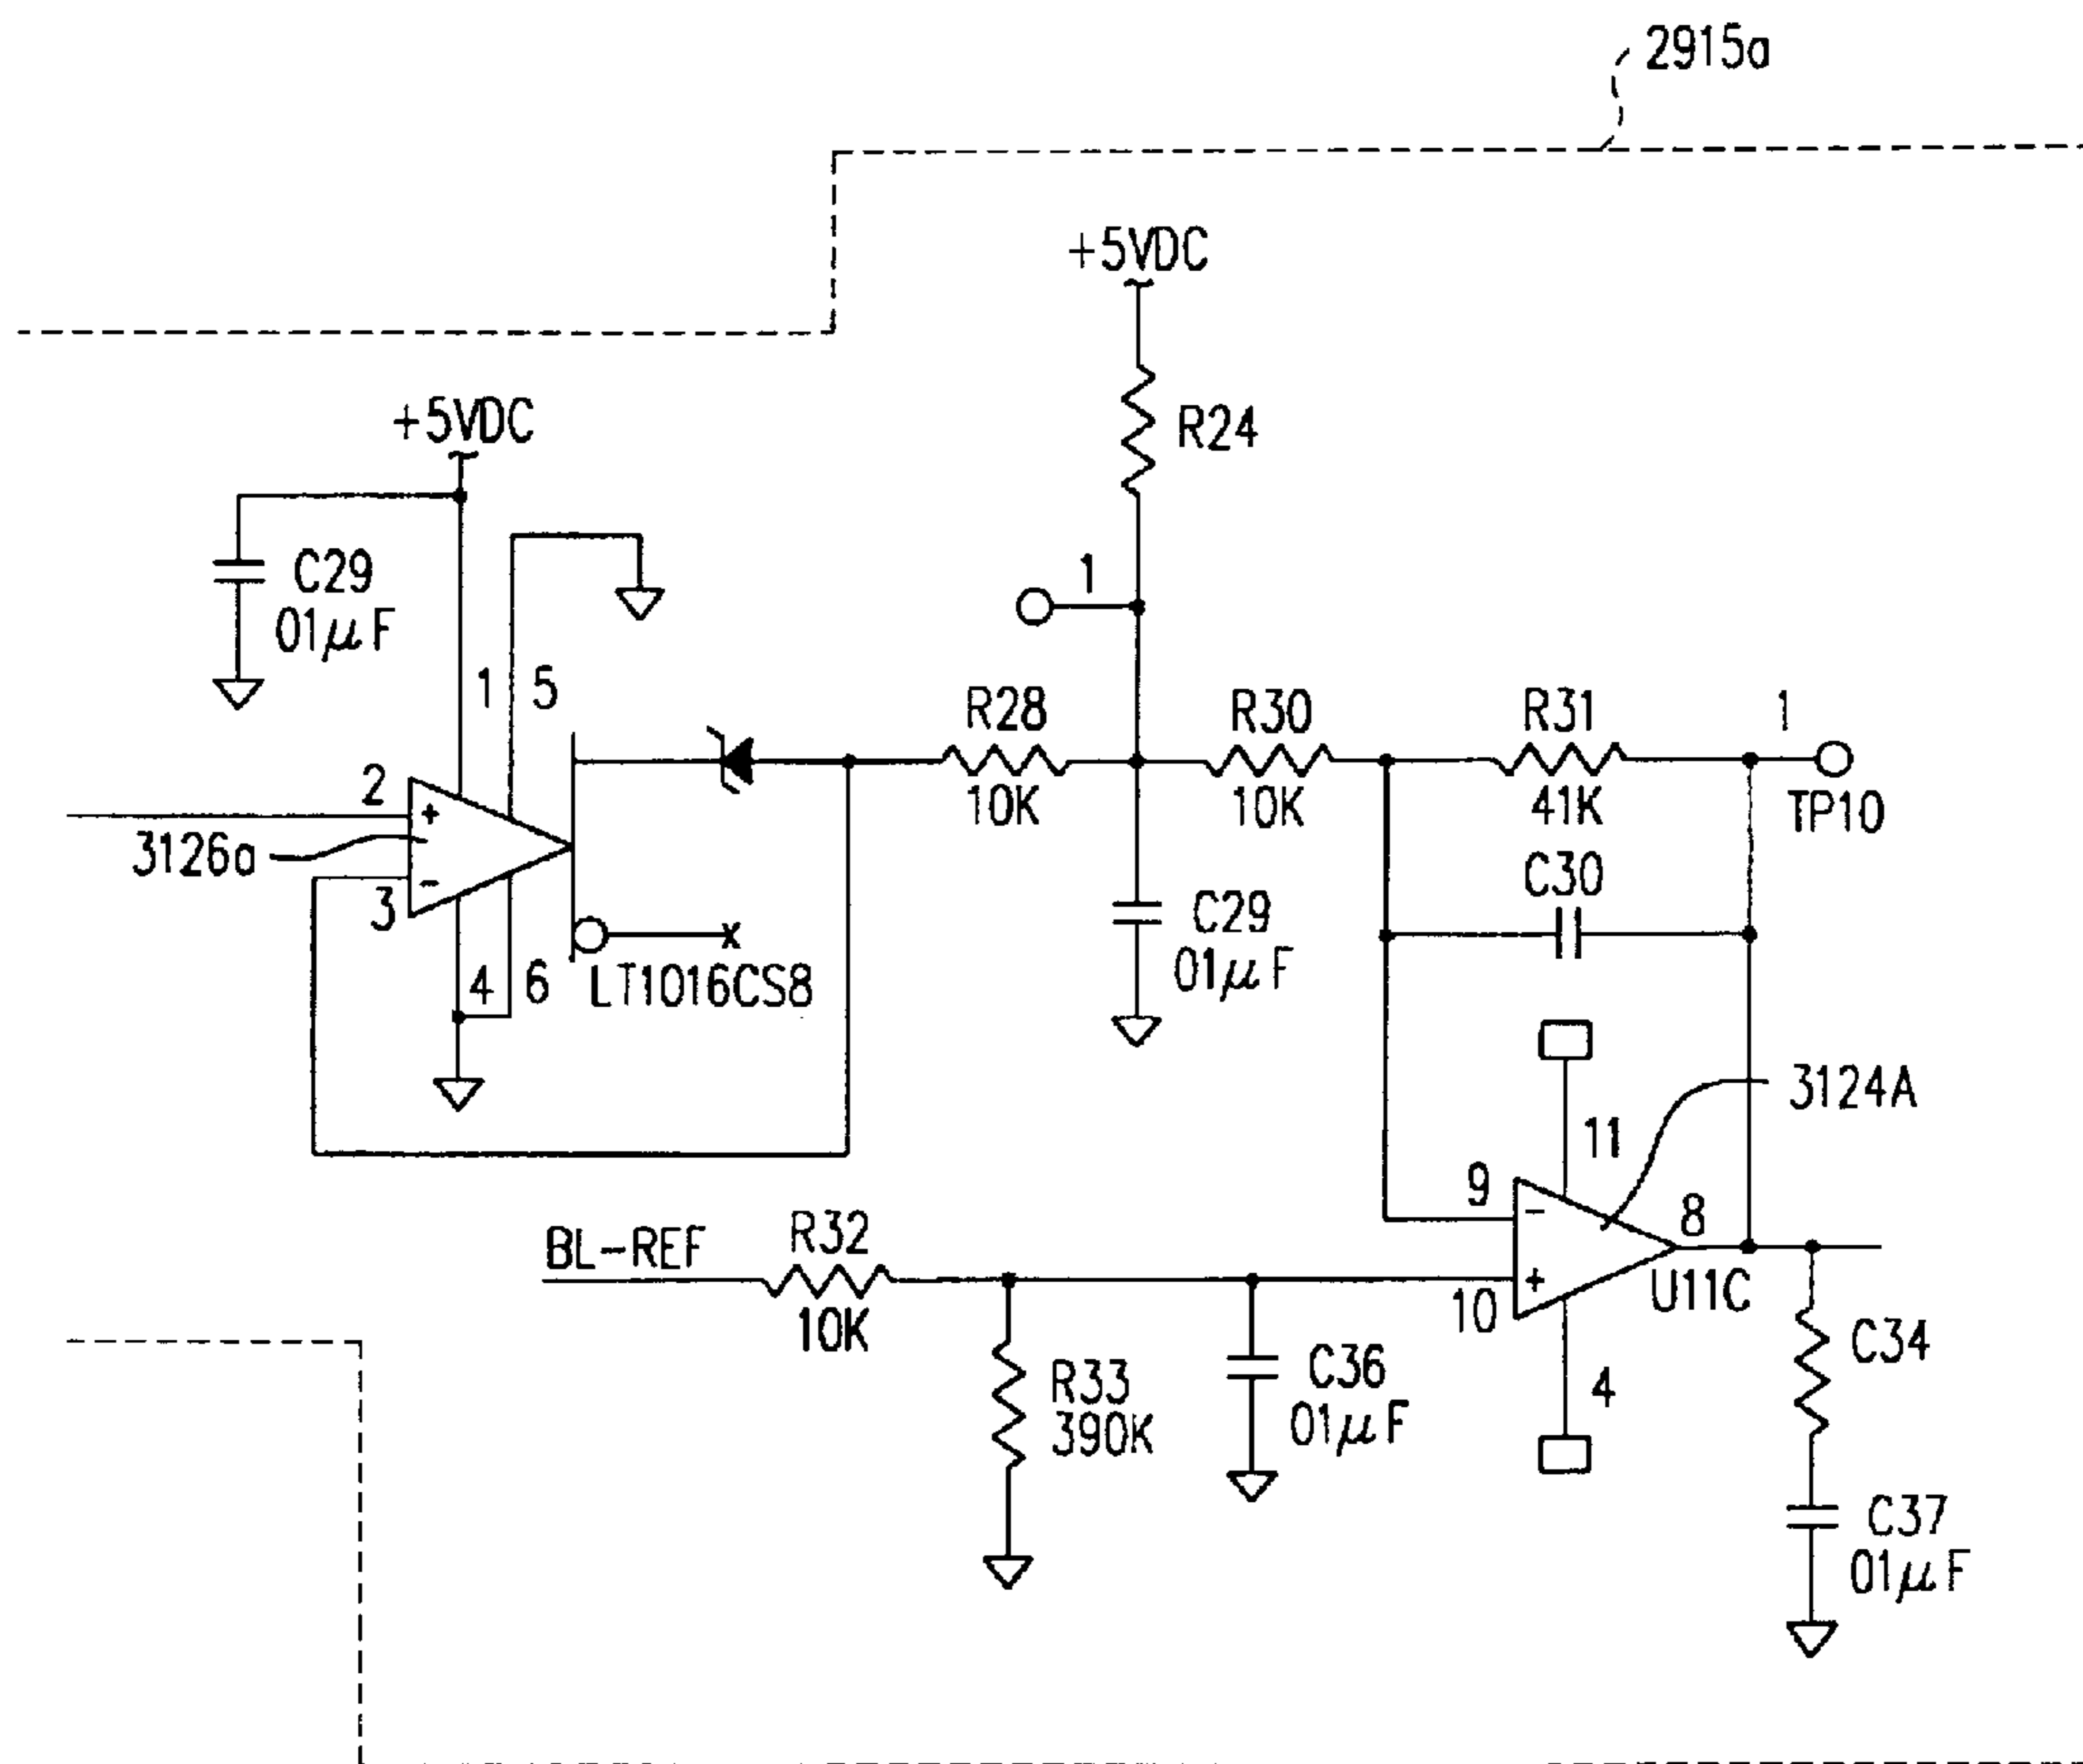 2915a
+5VDC
R24
+5VDC
C29
01μF
1
1
5
R28
10K
R30
10K
R31
41K
1
TP10
2
+
3126a
-
3
4
6
LT1016CS8
C29
01μF
C30
x
3124A
11
9
-
8
BL-REF
R32
10K
10
+
U11C
R33
390K
C36
01μF
4
C34
C37
01μF